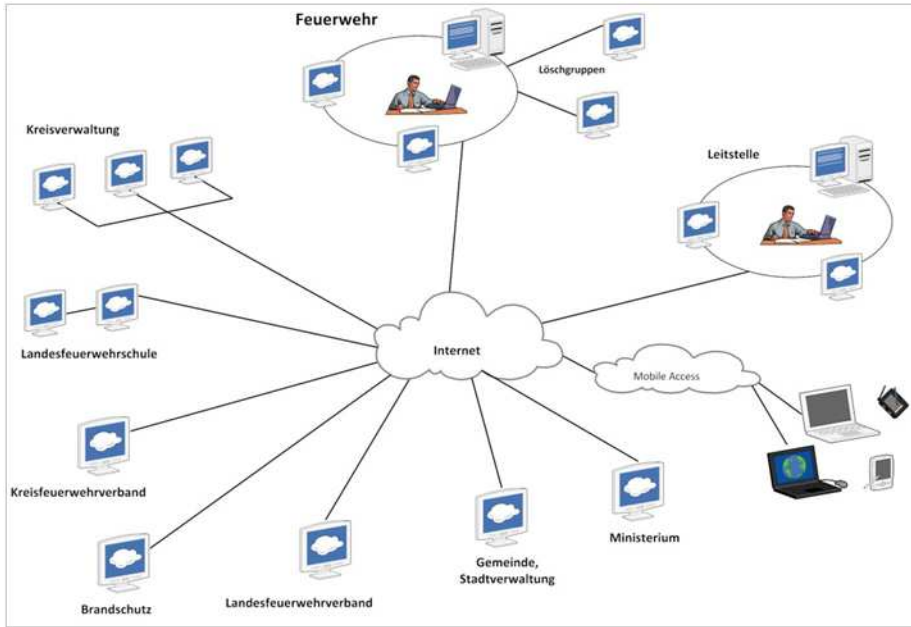 Feuerwehr
Löschgruppen
Kreisverwaltung
Leitstelle
Landesfeuerwehrschule
Internet
Mobile Access
Kreisfeuerwehrverband
Ministerium
Gemeinde,
Stadtverwaltung
Brandschutz
Landesfeuerwehrverband